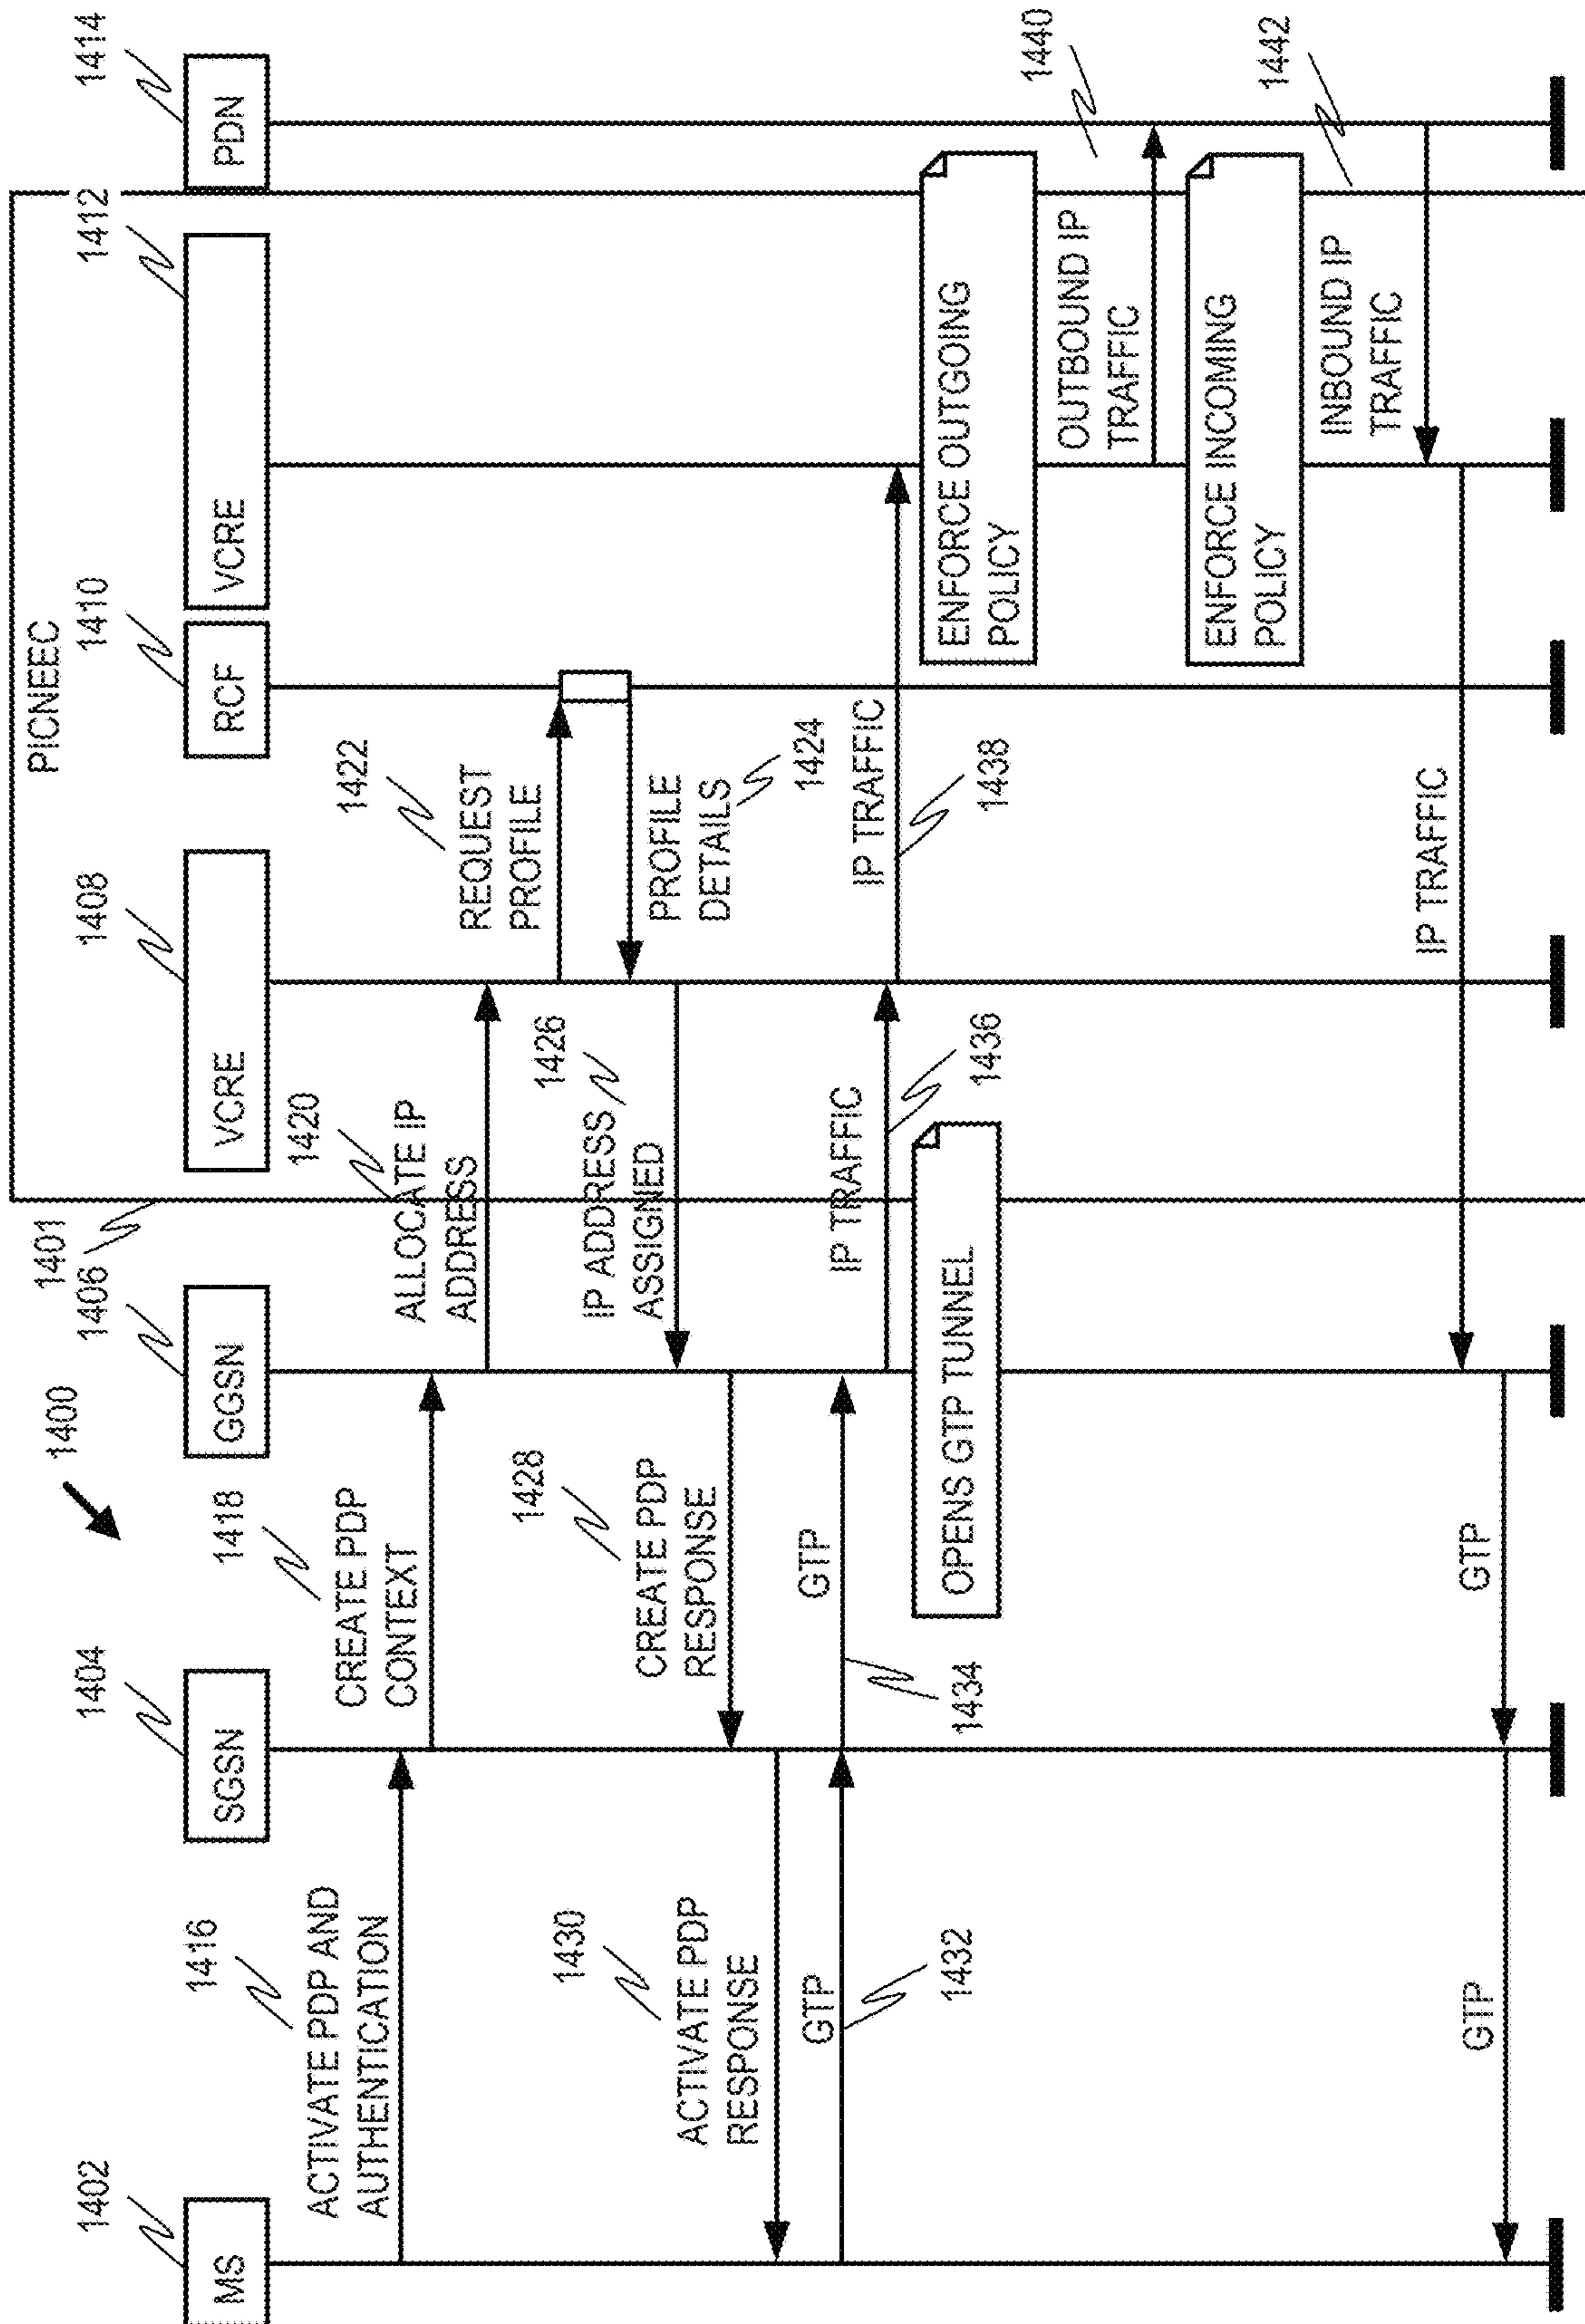 1400
1401
PICNEEC
1402
1404
1406
1408
1410
1412
1414
MS
SGSN
GGSN
VCRE
RCF
VCRE
PDN
1416
ACTIVATE PDP AND
AUTHENTICATION
1418
CREATE PDP
CONTEXT
1420
ALLOCATE IP
ADDRESS
1422
REQUEST
PROFILE
PROFILE
DETAILS
1424
1426
IP ADDRESS
ASSIGNED
1428
CREATE PDP
RESPONSE
1430
ACTIVATE PDP
RESPONSE
GTP
1432
GTP
1434
IP TRAFFIC
1436
IP TRAFFIC
1438
OPENS GTP TUNNEL
ENFORCE OUTGOING
POLICY
1440
OUTBOUND IP
TRAFFIC
ENFORCE INCOMING
POLICY
1442
INBOUND IP
TRAFFIC
IP TRAFFIC
GTP
GTP